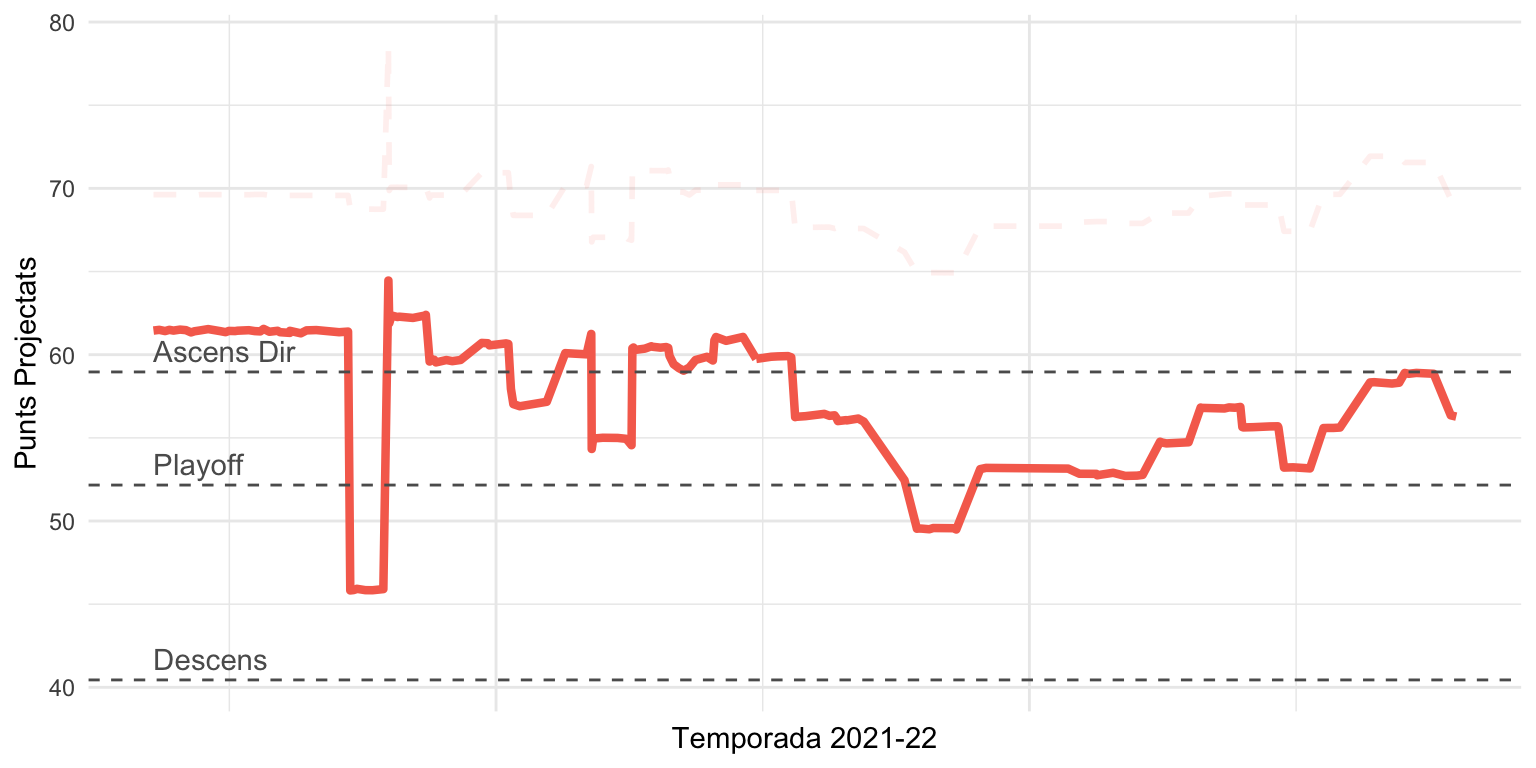 80
70
60
50
40
Punts Projectats
Ascens Dir
Playoff
Descens
Temporada 2021-22